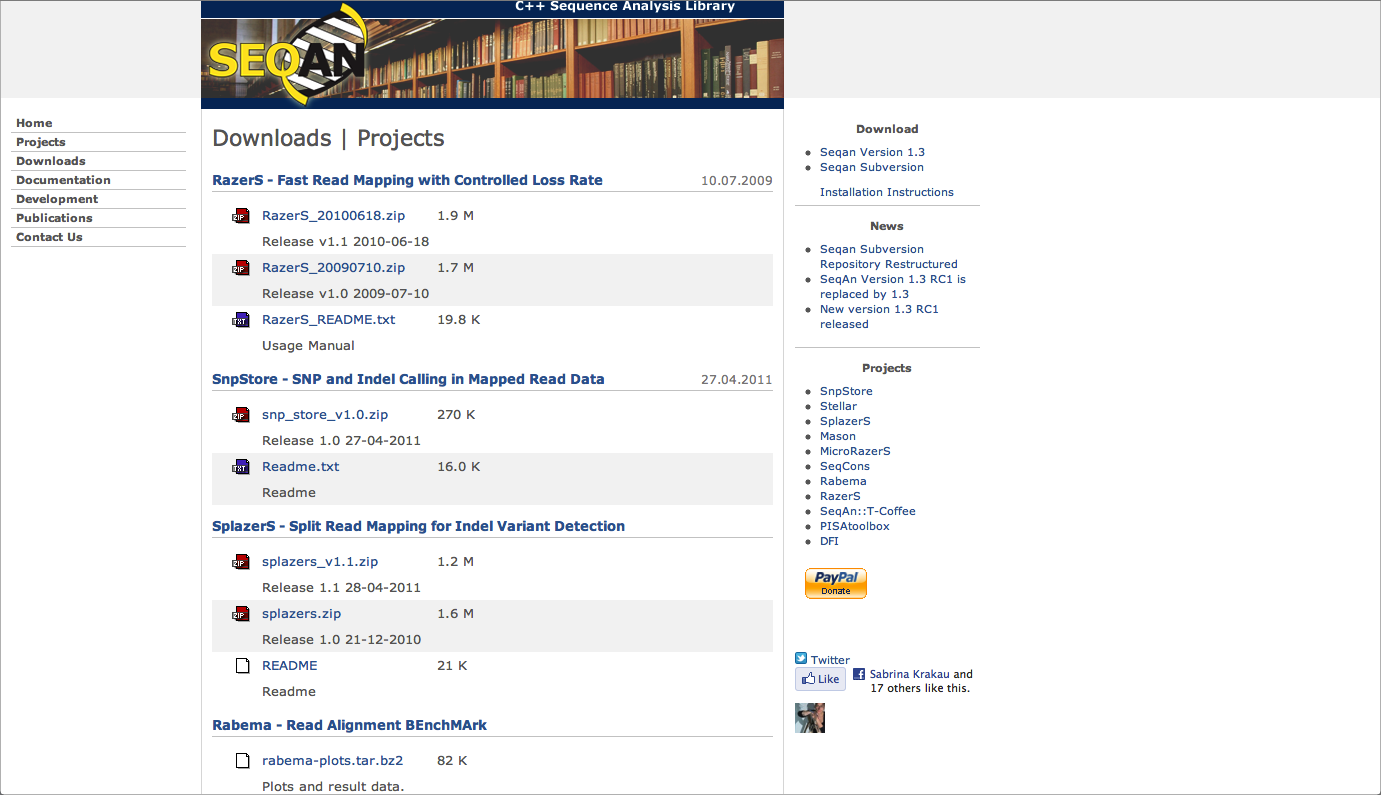 C++ Sequence Analysis Library
SEQAN
Home
Projects
Downloads
Documentation
Development
Publications
Contact Us
Downloads | Projects
RazerS - Fast Read Mapping with Controlled Loss Rate 10.07.2009
ZIP RazerS_20100618.zip 1.9 M
Release v1.1 2010-06-18
ZIP RazerS_20090710.zip 1.7 M
Release v1.0 2009-07-10
TXT RazerS_README.txt 19.8 K
Usage Manual
SnpStore - SNP and Indel Calling in Mapped Read Data 27.04.2011
ZIP snp_store_v1.0.zip 270 K
Release 1.0 27-04-2011
TXT Readme.txt 16.0 K
Readme
SplazerS - Split Read Mapping for Indel Variant Detection
ZIP splazers_v1.1.zip 1.2 M
Release 1.1 28-04-2011
ZIP splazers.zip 1.6 M
Release 1.0 21-12-2010
README 21 K
Readme
Rabema - Read Alignment BEnchMArk
rabema-plots.tar.bz2 82 K
Plots and result data.
Download
Seqan Version 1.3
Seqan Subversion
Installation Instructions
News
Seqan Subversion
Repository Restructured
SeqAn Version 1.3 RC1 is
replaced by 1.3
New version 1.3 RC1
released
Projects
SnpStore
Stellar
SplazerS
Mason
MicroRazerS
SeqCons
Rabema
RazerS
SeqAn::T-Coffee
PISAtoolbox
DFI
PayPal
Donate
Twitter
Like Sabrina Krakau and
17 others like this.